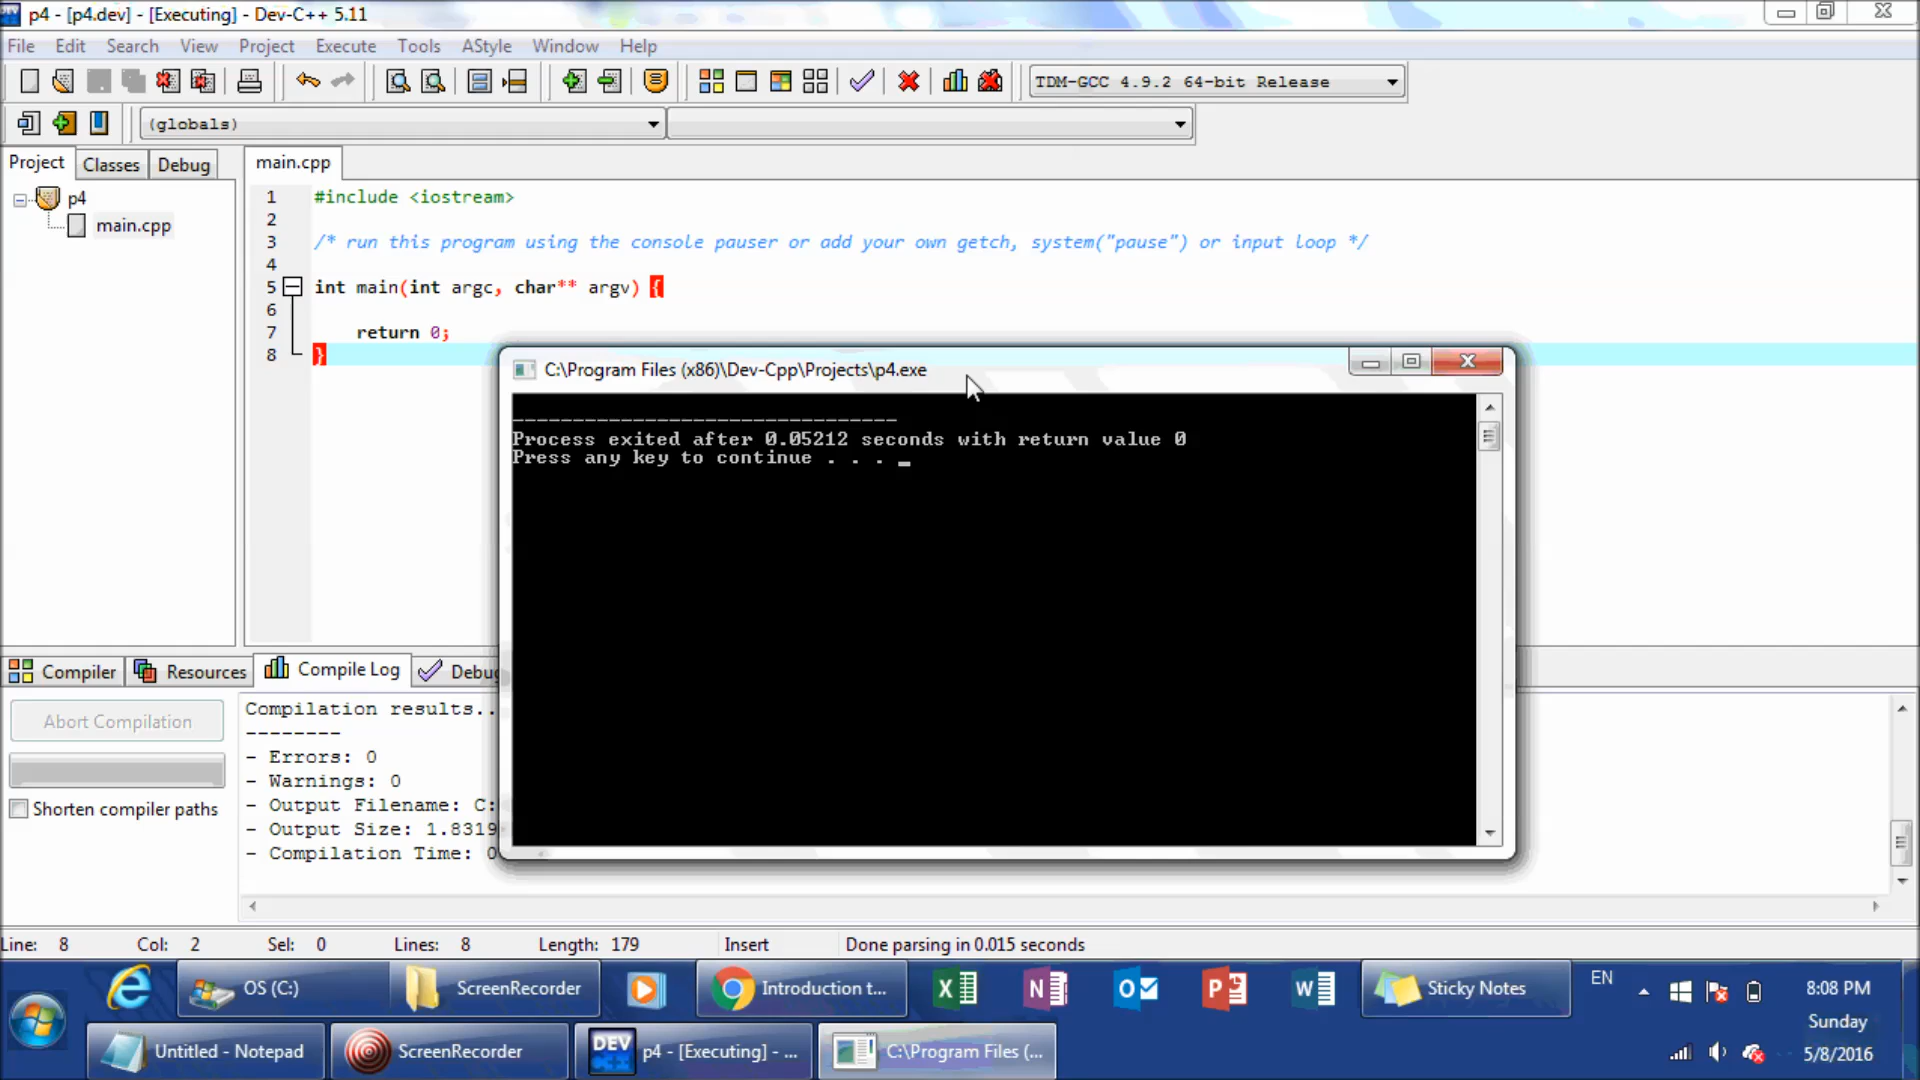 p4 - [p4.dev] - [Executing] - Dev-C++ 5.11
File Edit Search View Project Execute Tools AStyle Window Help
TDM-GCC 4.9.2 64-bit Release
(globals)
Project Classes Debug
main.cpp
p4
main.cpp
1 #include <iostream>
2
3 /* run this program using the console pauser or add your own getch, system("pause") or input loop */
4
5 int main(int argc, char** argv) {
6
7 return 0;
8 }
C:\Program Files (x86)\Dev-Cpp\Projects\p4.exe
--------------------------------
Process exited after 0.05212 seconds with return value 0
Press any key to continue . . . _
Compiler Resources Compile Log Debug
Abort Compilation
Shorten compiler paths
Compilation results..
--------
- Errors: 0
- Warnings: 0
- Output Filename: C:
- Output Size: 1.8319
- Compilation Time: 0
Line: 8 Col: 2 Sel: 0 Lines: 8 Length: 179 Insert Done parsing in 0.015 seconds
OS (C:) ScreenRecorder Introduction t... Sticky Notes EN
Untitled - Notepad ScreenRecorder p4 - [Executing] - ... C:\Program Files (...
8:08 PM
Sunday
5/8/2016